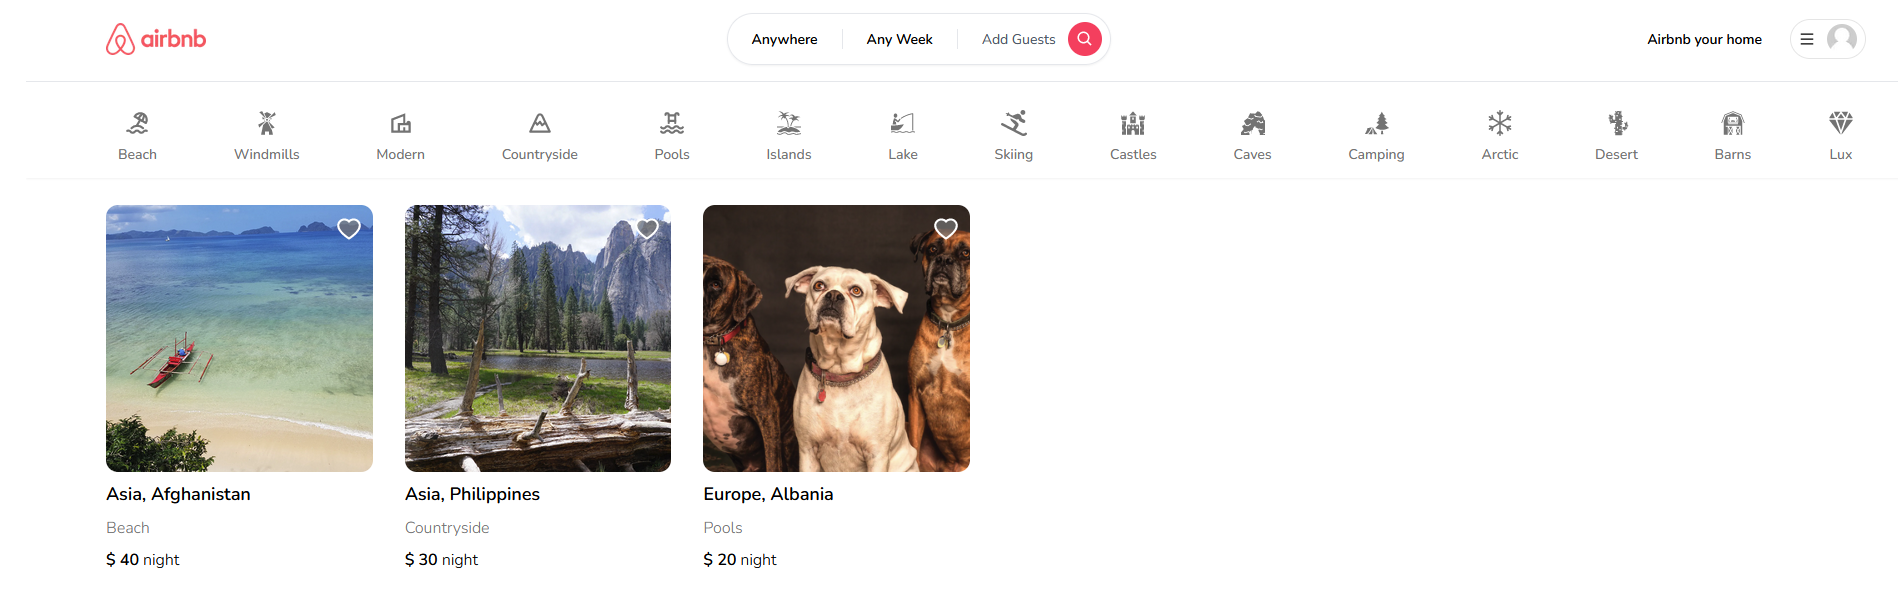 airbnb
Anywhere Any Week Add Guests
Airbnb your home
Beach Windmills Modern Countryside Pools Islands Lake Skiing Castles Caves Camping Arctic Desert Barns Lux
Asia, Afghanistan
Beach
$ 40 night
Asia, Philippines
Countryside
$ 30 night
Europe, Albania
Pools
$ 20 night